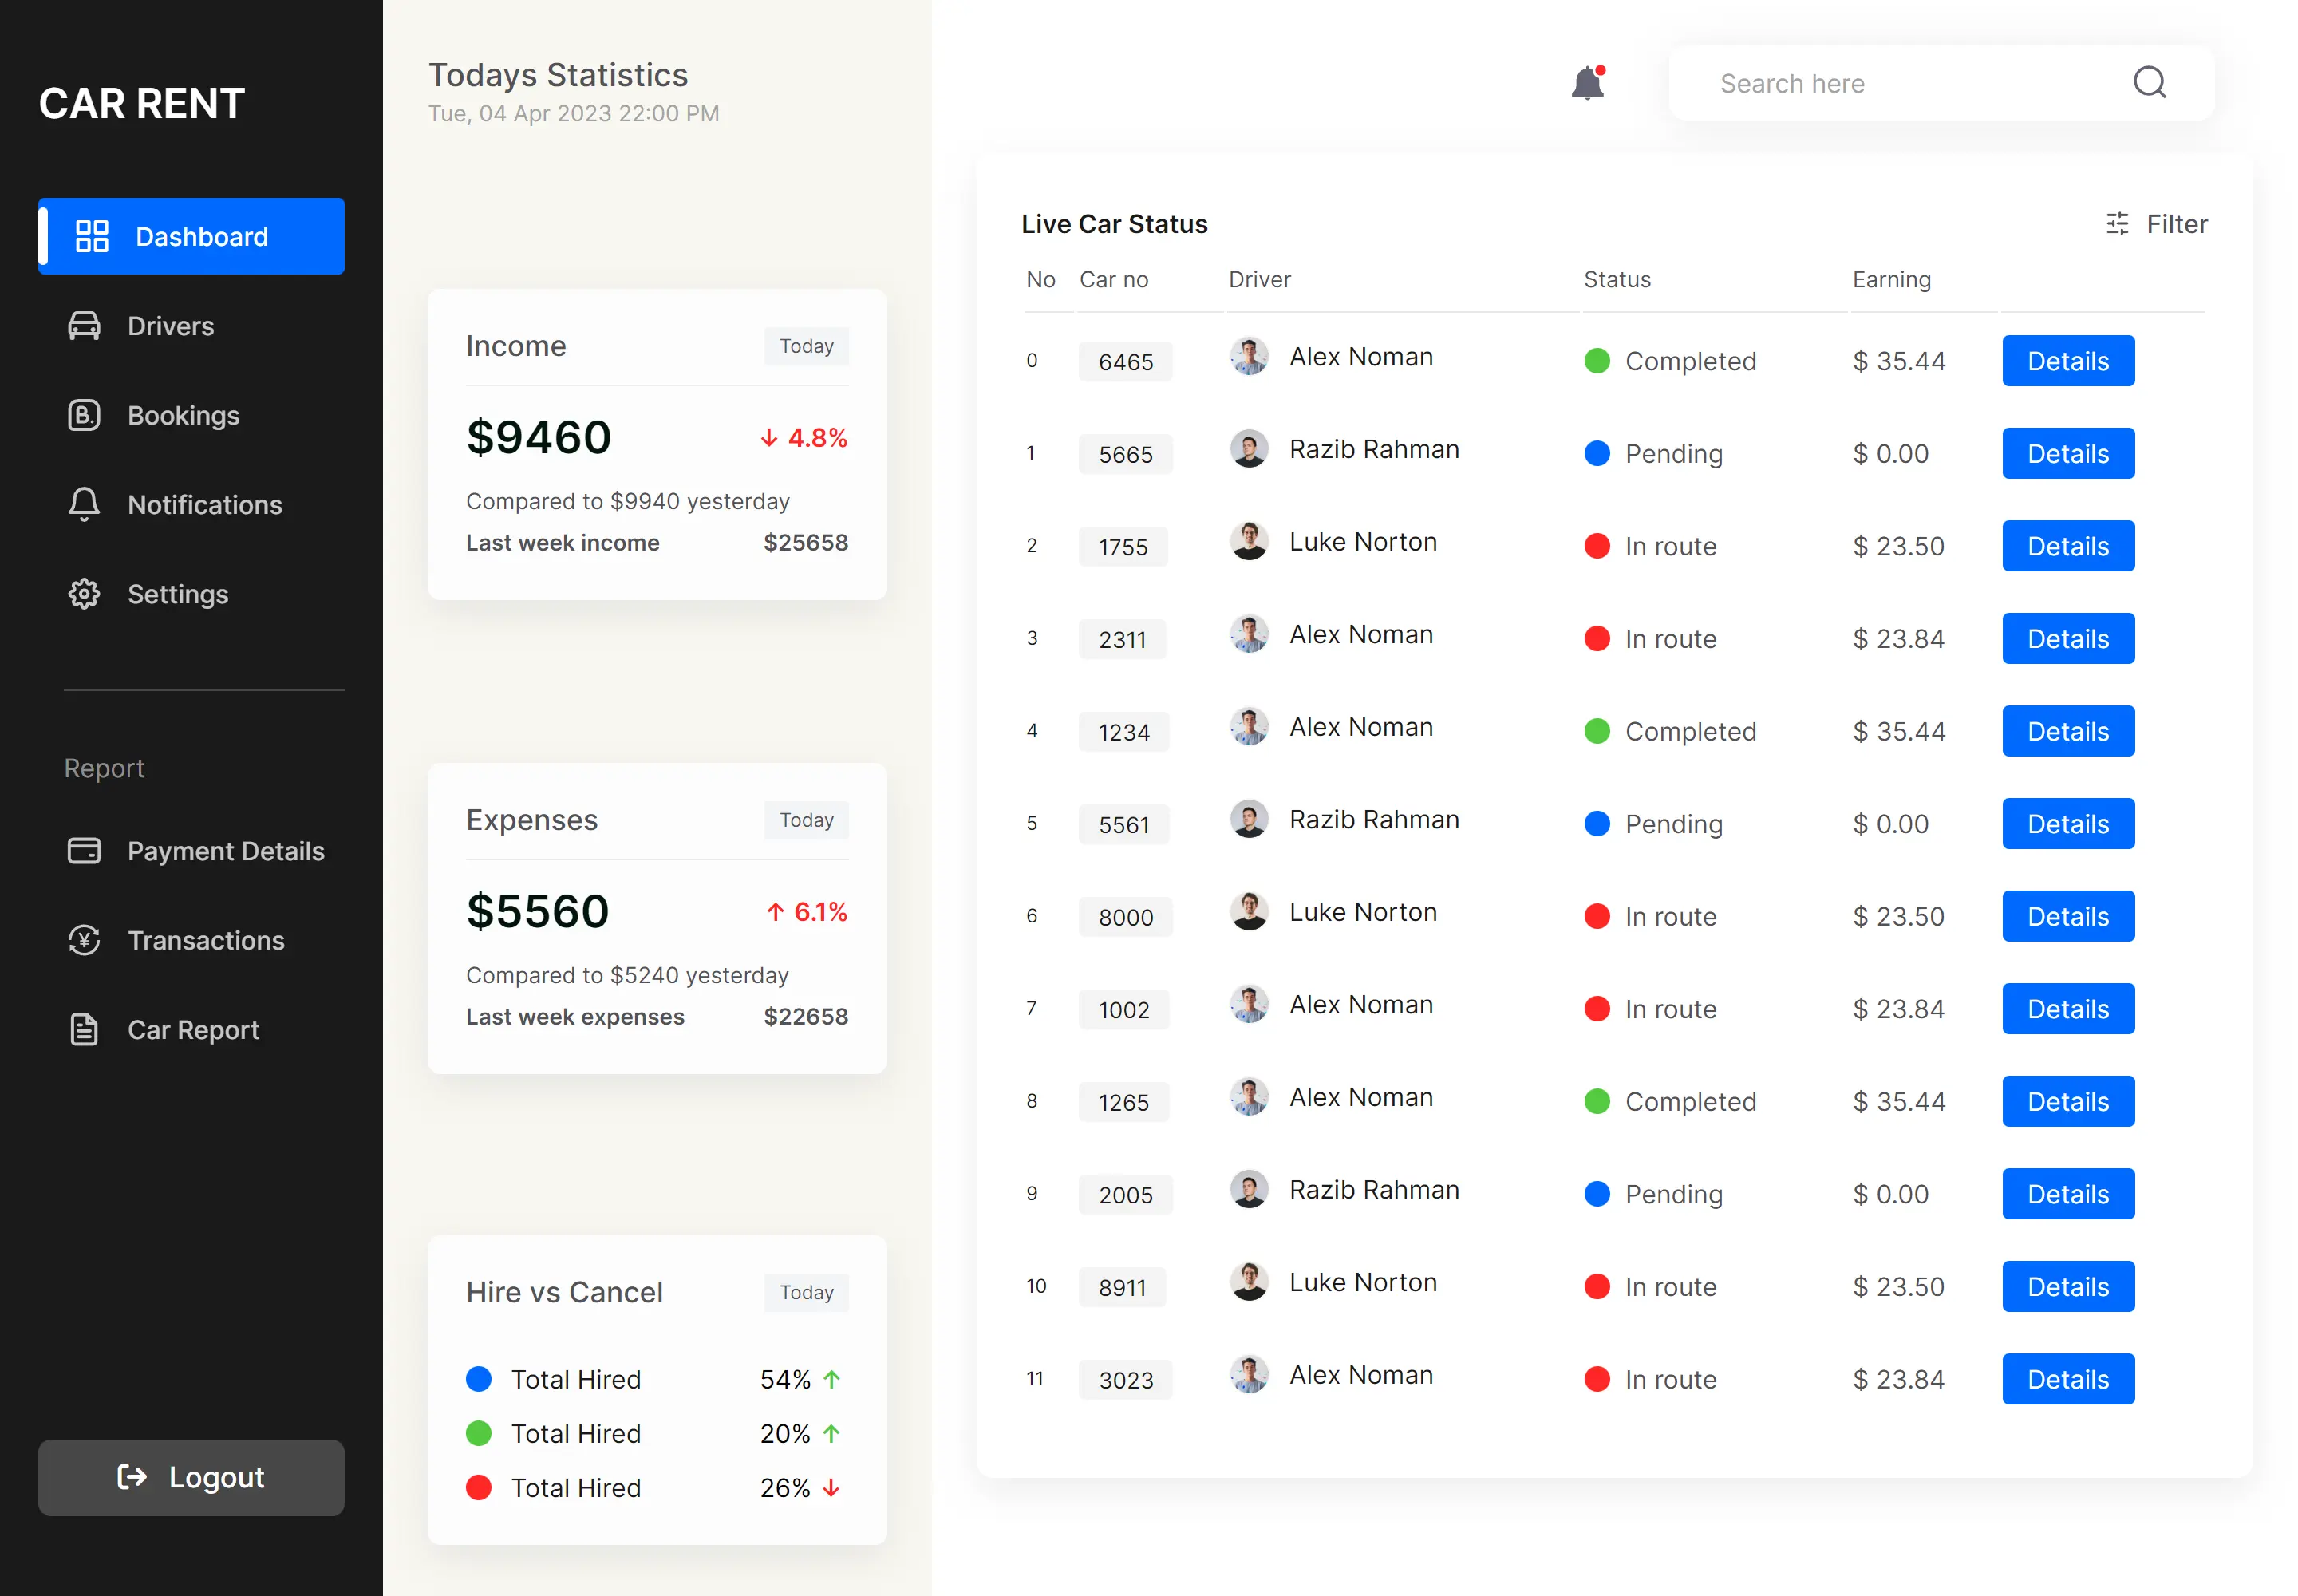 CAR RENT
Dashboard
Drivers
Bookings
Notifications
Settings
Report
Payment Details
Transactions
Car Report
Logout
Todays Statistics
Tue, 04 Apr 2023 22:00 PM
Income Today
$9460 ↓ 4.8%
Compared to $9940 yesterday
Last week income $25658
Expenses Today
$5560 ↑ 6.1%
Compared to $5240 yesterday
Last week expenses $22658
Hire vs Cancel Today
Total Hired 54% ↑
Total Hired 20% ↑
Total Hired 26% ↓
Search here
Live Car Status Filter
No Car no Driver Status Earning
0 6465 Alex Noman Completed $ 35.44 Details
1 5665 Razib Rahman Pending $ 0.00 Details
2 1755 Luke Norton In route $ 23.50 Details
3 2311 Alex Noman In route $ 23.84 Details
4 1234 Alex Noman Completed $ 35.44 Details
5 5561 Razib Rahman Pending $ 0.00 Details
6 8000 Luke Norton In route $ 23.50 Details
7 1002 Alex Noman In route $ 23.84 Details
8 1265 Alex Noman Completed $ 35.44 Details
9 2005 Razib Rahman Pending $ 0.00 Details
10 8911 Luke Norton In route $ 23.50 Details
11 3023 Alex Noman In route $ 23.84 Details